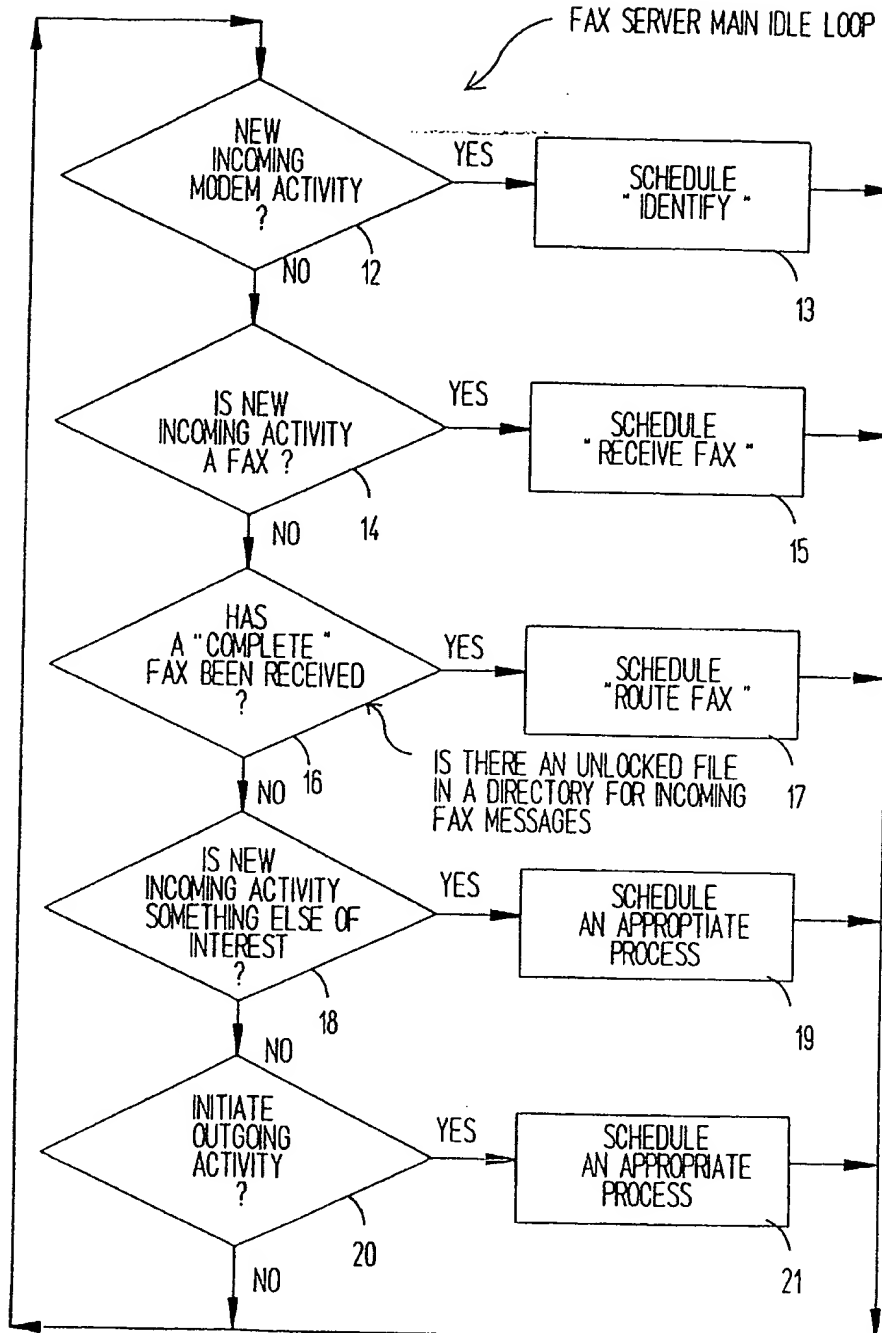 FAX SERVER MAIN IDLE LOOP
NEW
INCOMING
MODEM ACTIVITY
?
YES
SCHEDULE
" IDENTIFY "
NO
12
13
IS NEW
INCOMING ACTIVITY
A FAX ?
YES
SCHEDULE
"RECEIVE FAX "
NO
14
15
HAS
A "COMPLETE "
FAX BEEN RECEIVED
?
YES
SCHEDULE
"ROUTE FAX "
NO
16
17
IS THERE AN UNLOCKED FILE
IN A DIRECTORY FOR INCOMING
FAX MESSAGES
IS NEW
INCOMING ACTIVITY
SOMETHING ELSE OF
INTEREST
?
YES
SCHEDULE
AN APPROPTIATE
PROCESS
NO
18
19
INITIATE
OUTGOING
ACTIVITY
?
YES
SCHEDULE
AN APPROPRIATE
PROCESS
NO
20
21